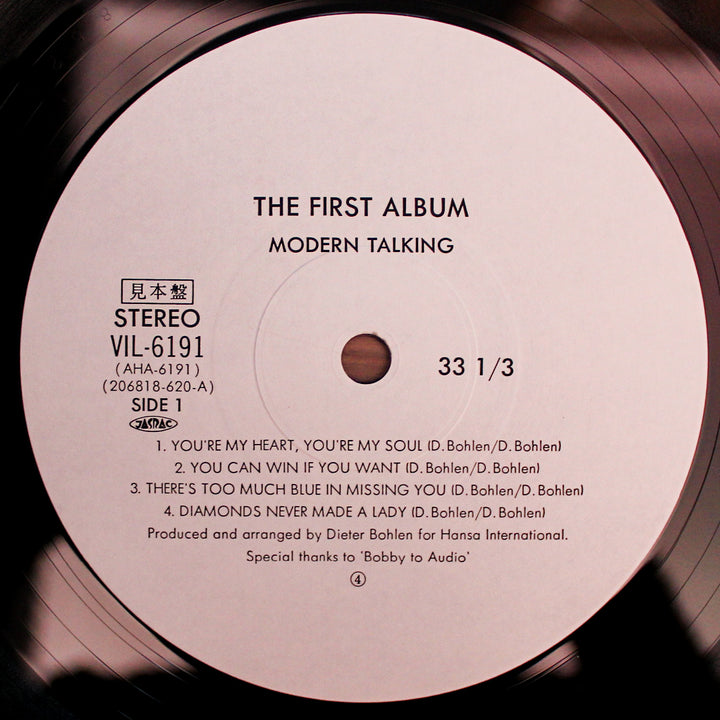 THE FIRST ALBUM
MODERN TALKING
見本盤
STEREO
VIL-6191
(AHA-6191)
(206818-620-A)
SIDE 1
JASRAC
33 1/3
1. YOU'RE MY HEART, YOU'RE MY SOUL (D. Bohlen/D. Bohlen)
2. YOU CAN WIN IF YOU WANT (D. Bohlen/D. Bohlen)
3. THERE'S TOO MUCH BLUE IN MISSING YOU (D. Bohlen/D. Bohlen)
4. DIAMONDS NEVER MADE A LADY (D. Bohlen/D. Bohlen)
Produced and arranged by Dieter Bohlen for Hansa International.
Special thanks to 'Bobby to Audio'
④